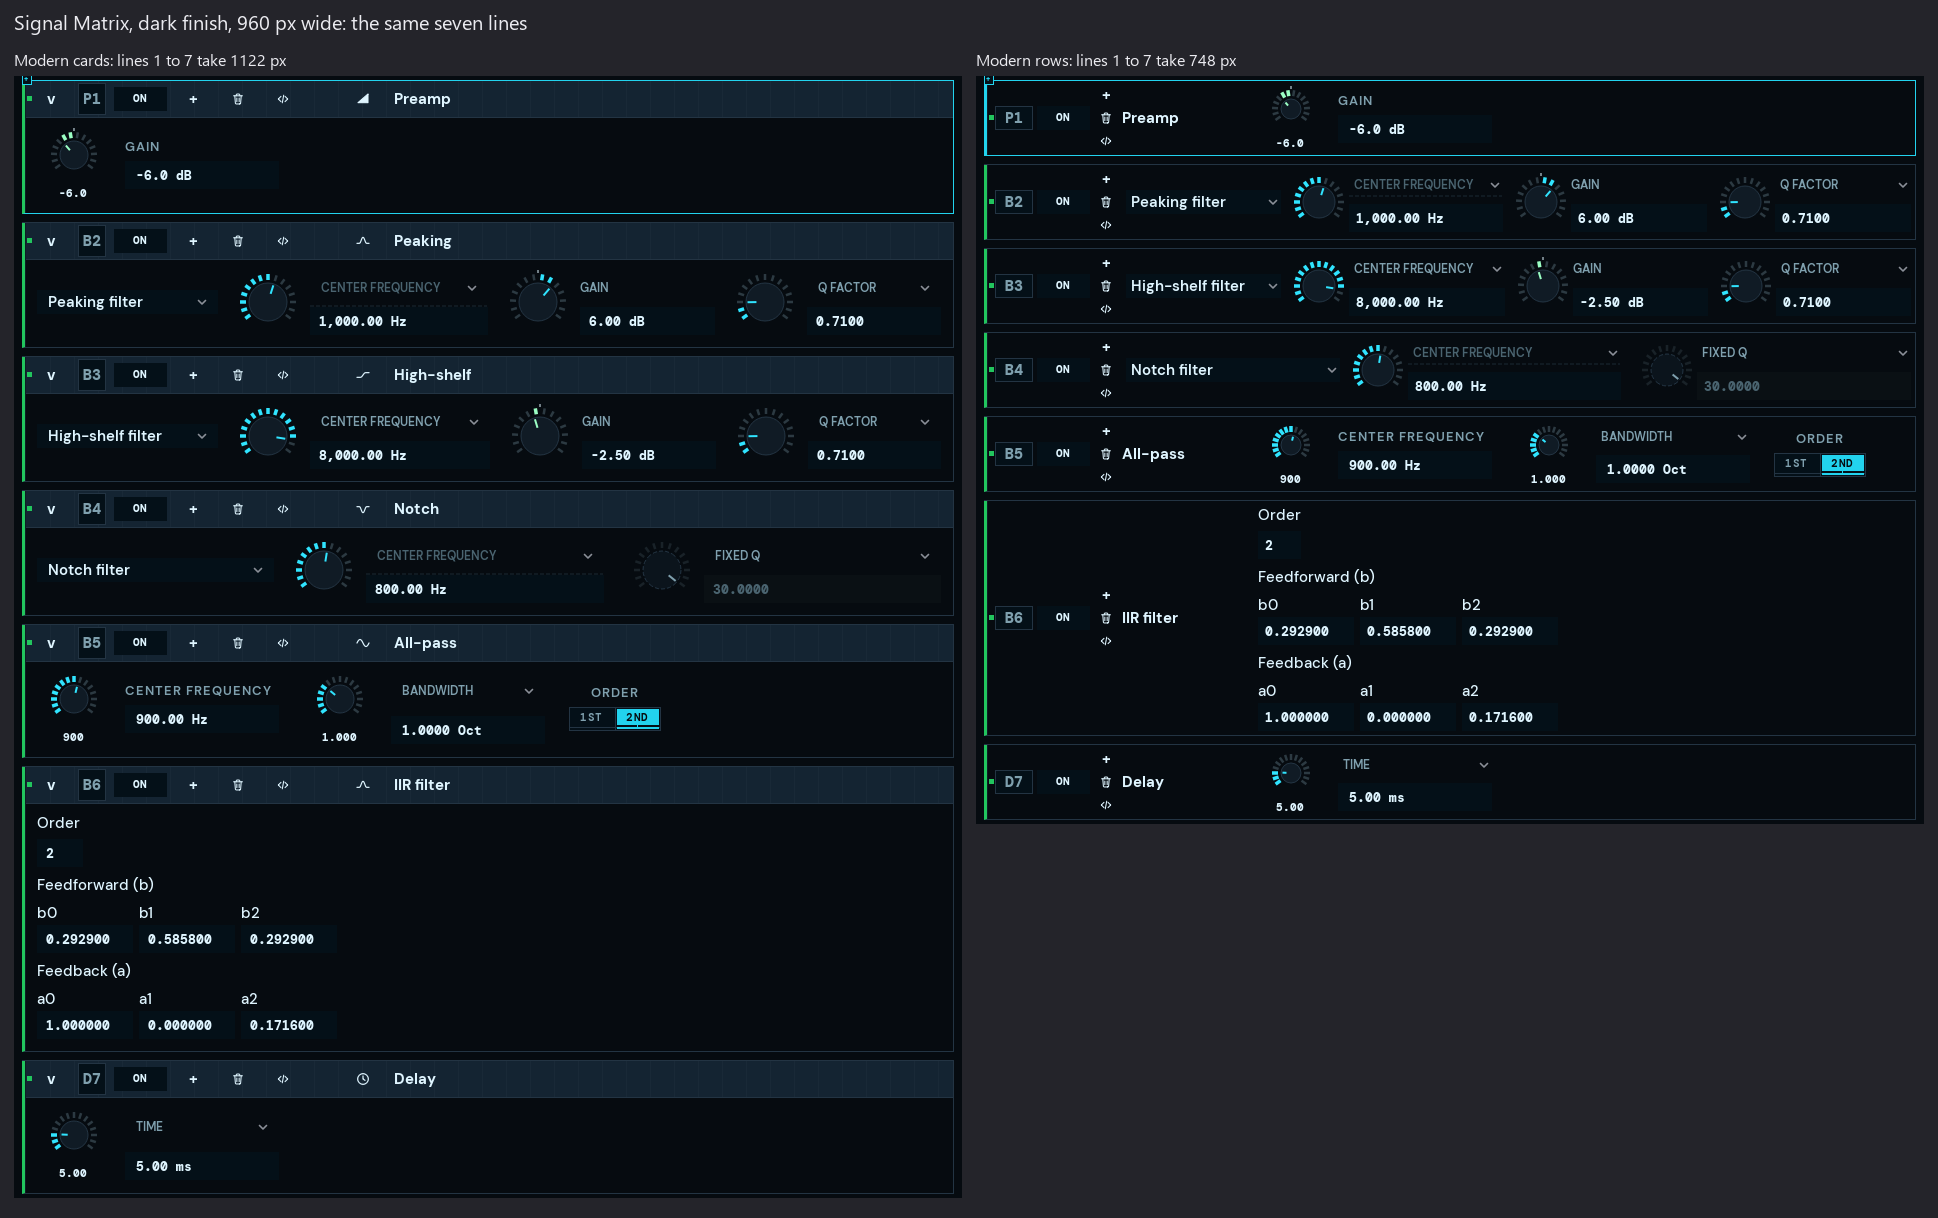 Signal Matrix, dark finish, 960 px wide: the same seven lines
Modern cards: lines 1 to 7 take 1122 px
v P1 ON + </> Preamp
GAIN
-6.0 dB
-6.0
v B2 ON + </> Peaking
Peaking filter CENTER FREQUENCY GAIN Q FACTOR
1,000.00 Hz 6.00 dB 0.7100
v B3 ON + </> High-shelf
High-shelf filter CENTER FREQUENCY GAIN Q FACTOR
8,000.00 Hz -2.50 dB 0.7100
v B4 ON + </> Notch
Notch filter CENTER FREQUENCY FIXED Q
800.00 Hz 30.0000
v B5 ON + </> All-pass
CENTER FREQUENCY BANDWIDTH ORDER
900.00 Hz 1.0000 Oct 1ST 2ND
900 1.000
v B6 ON + </> IIR filter
Order
2
Feedforward (b)
b0 b1 b2
0.292900 0.585800 0.292900
Feedback (a)
a0 a1 a2
1.000000 0.000000 0.171600
v D7 ON + </> Delay
TIME
5.00 ms
5.00
Modern rows: lines 1 to 7 take 748 px
P1 ON + </> Preamp GAIN
-6.0 dB
-6.0
B2 ON + </> Peaking filter CENTER FREQUENCY GAIN Q FACTOR
1,000.00 Hz 6.00 dB 0.7100
B3 ON + </> High-shelf filter CENTER FREQUENCY GAIN Q FACTOR
8,000.00 Hz -2.50 dB 0.7100
B4 ON + </> Notch filter CENTER FREQUENCY FIXED Q
800.00 Hz 30.0000
B5 ON + </> All-pass CENTER FREQUENCY BANDWIDTH ORDER
900.00 Hz 1.0000 Oct 1ST 2ND
900 1.000
B6 ON + </> IIR filter
Order
2
Feedforward (b)
b0 b1 b2
0.292900 0.585800 0.292900
Feedback (a)
a0 a1 a2
1.000000 0.000000 0.171600
D7 ON + </> Delay TIME
5.00 ms
5.00